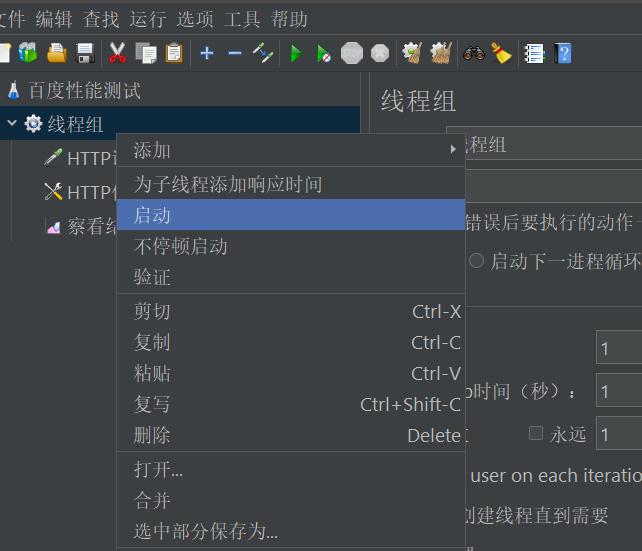 文件 编辑 查找 运行 选项 工具 帮助
百度性能测试
线程组
线程组
HTTP
HTTP
察看结
添加
为子线程添加响应时间
启动
不停顿启动
验证
剪切 Ctrl-X
复制 Ctrl-C
粘贴 Ctrl-V
复写 Ctrl+Shift-C
删除 Delete
打开...
合并
选中部分保存为...
线程组
错误后要执行的动作
启动下一进程循环
1
时间（秒）： 1
永远 1
user on each iteratio
创建线程直到需要